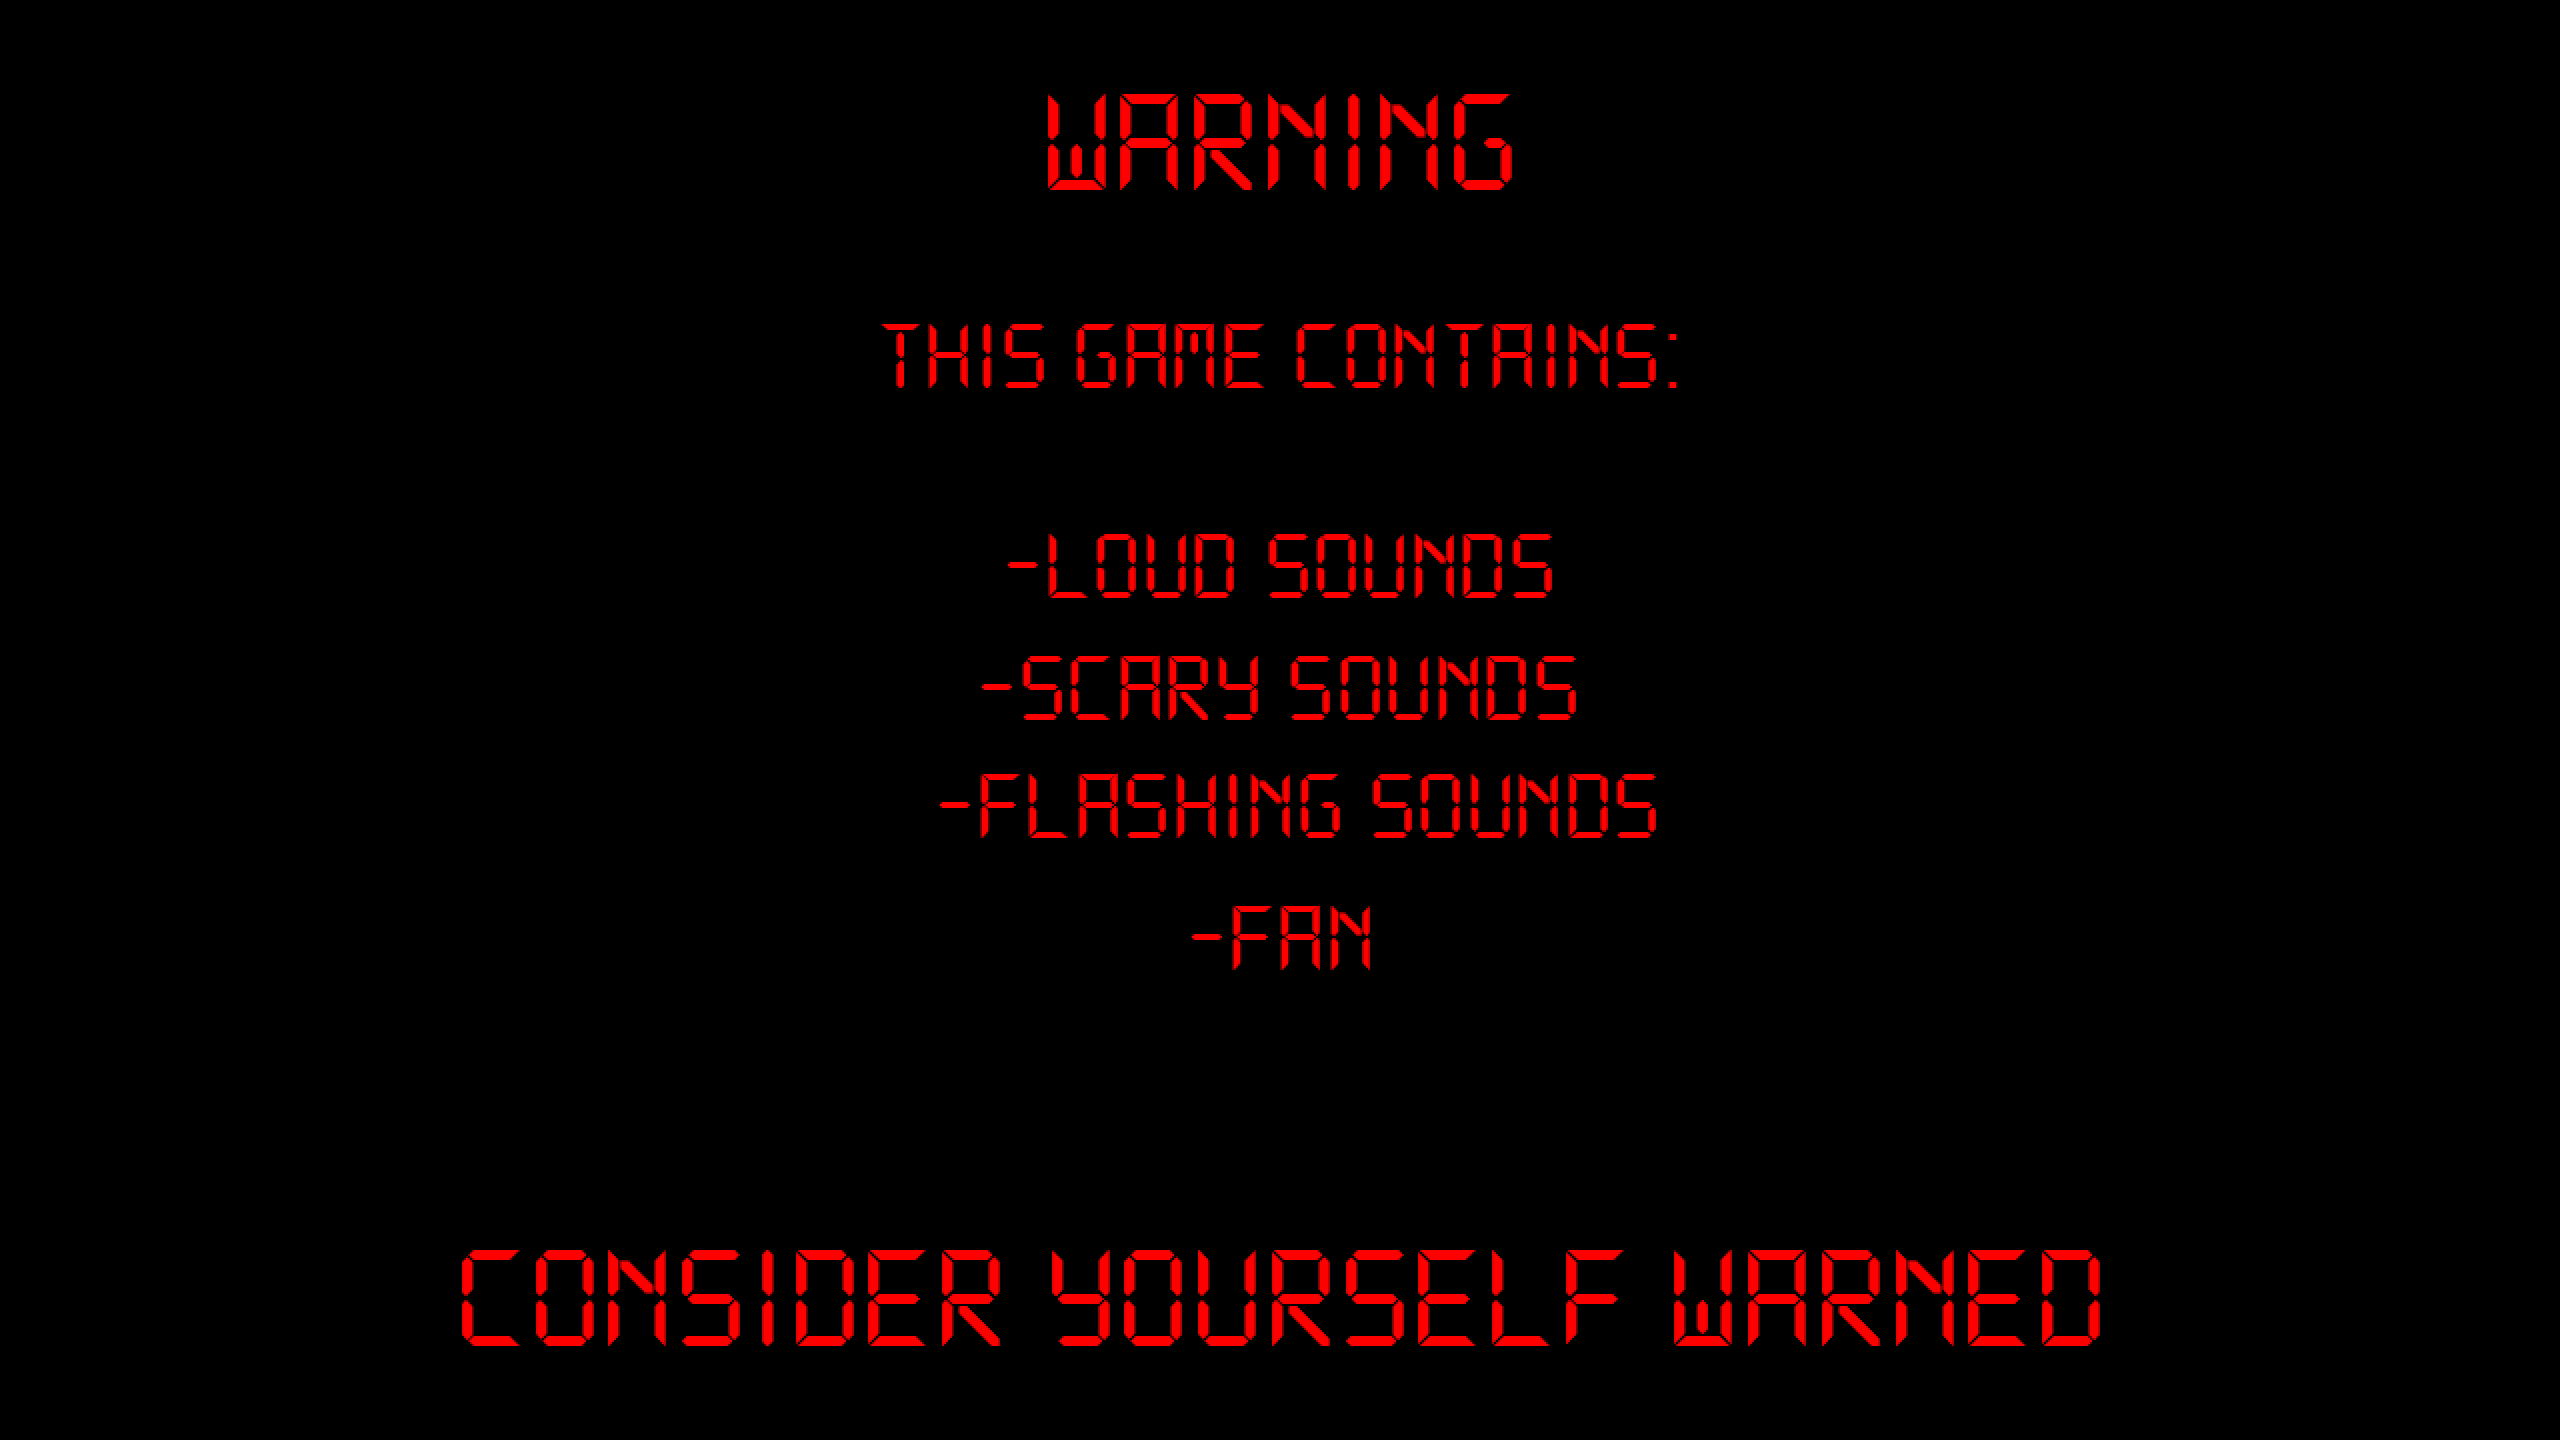 WARNING
THIS GAME CONTAINS:
-LOUD SOUNDS
-SCARY SOUNDS
-FLASHING SOUNDS
-FAN
CONSIDER YOURSELF WARNED